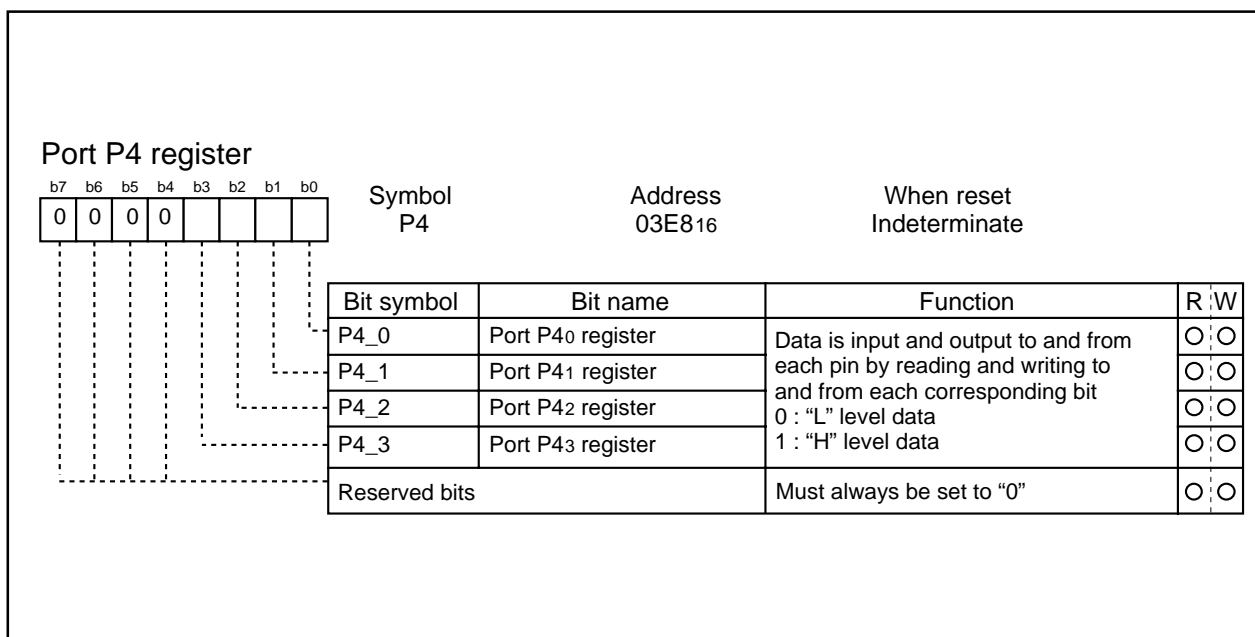 Port P4 register
b7 b6 b5 b4 b3 b2 b1 b0
0 0 0 0
Symbol Address When reset
P4 03E816 Indeterminate
Bit symbol Bit name Function R W
P4_0 Port P40 register
P4_1 Port P41 register
P4_2 Port P42 register
P4_3 Port P43 register
Data is input and output to and from
each pin by reading and writing to
and from each corresponding bit
0 : “L” level data
1 : “H” level data
Reserved bits Must always be set to “0”